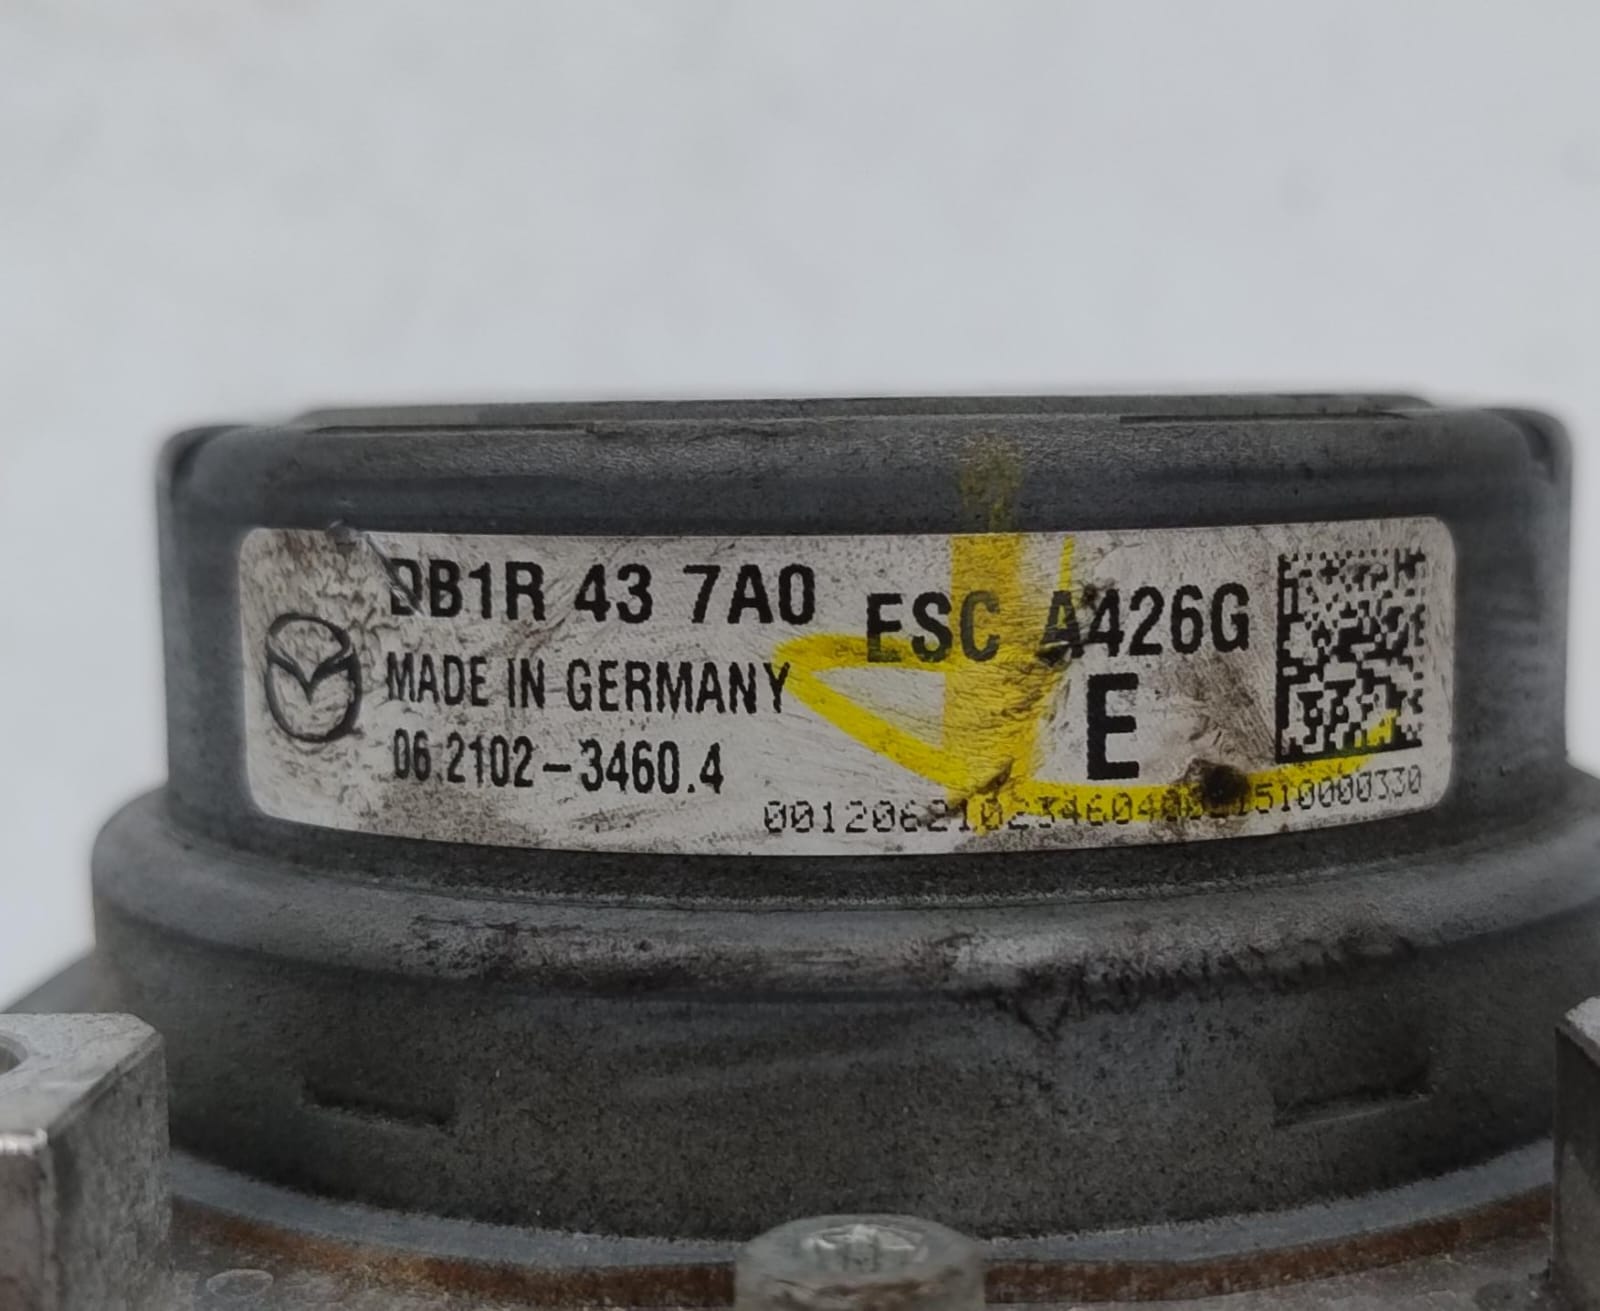 DB1R 43 7A0
ESC A426G
MADE IN GERMANY
E
06.2102-3460.4